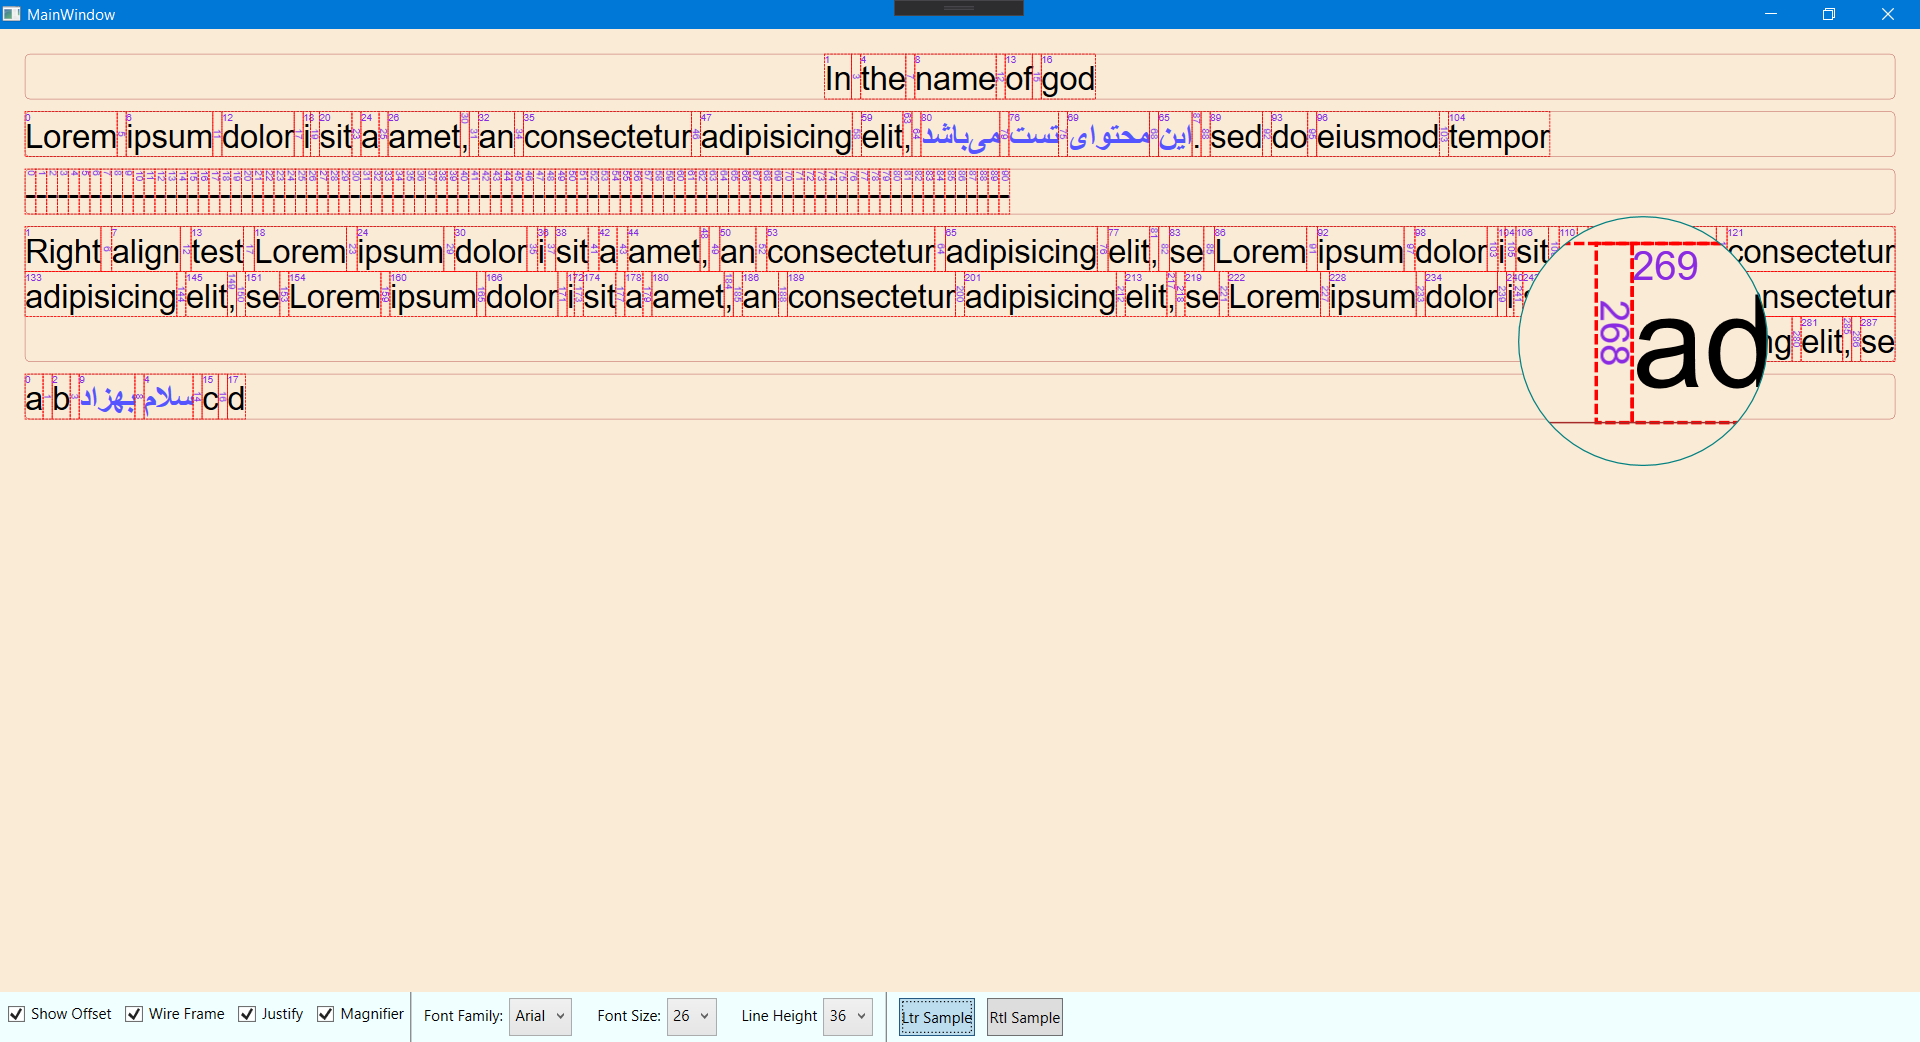 MainWindow
In the name of god
Lorem ipsum dolor i sit a amet, an consectetur adipisicing elit, این محتوای تست می‌باشد. sed do eiusmod tempor
Right align test Lorem ipsum dolor i sit a amet, an consectetur adipisicing elit, se Lorem ipsum dolor i sit consectetur
adipisicing elit, se Lorem ipsum dolor i sit a amet, an consectetur adipisicing elit, se Lorem ipsum dolor i nsectetur
269
268 ad
ng elit, se
a b سلام بهزاد c d
Show Offset Wire Frame Justify Magnifier Font Family: Arial Font Size: 26 Line Height 36 Ltr Sample Rtl Sample